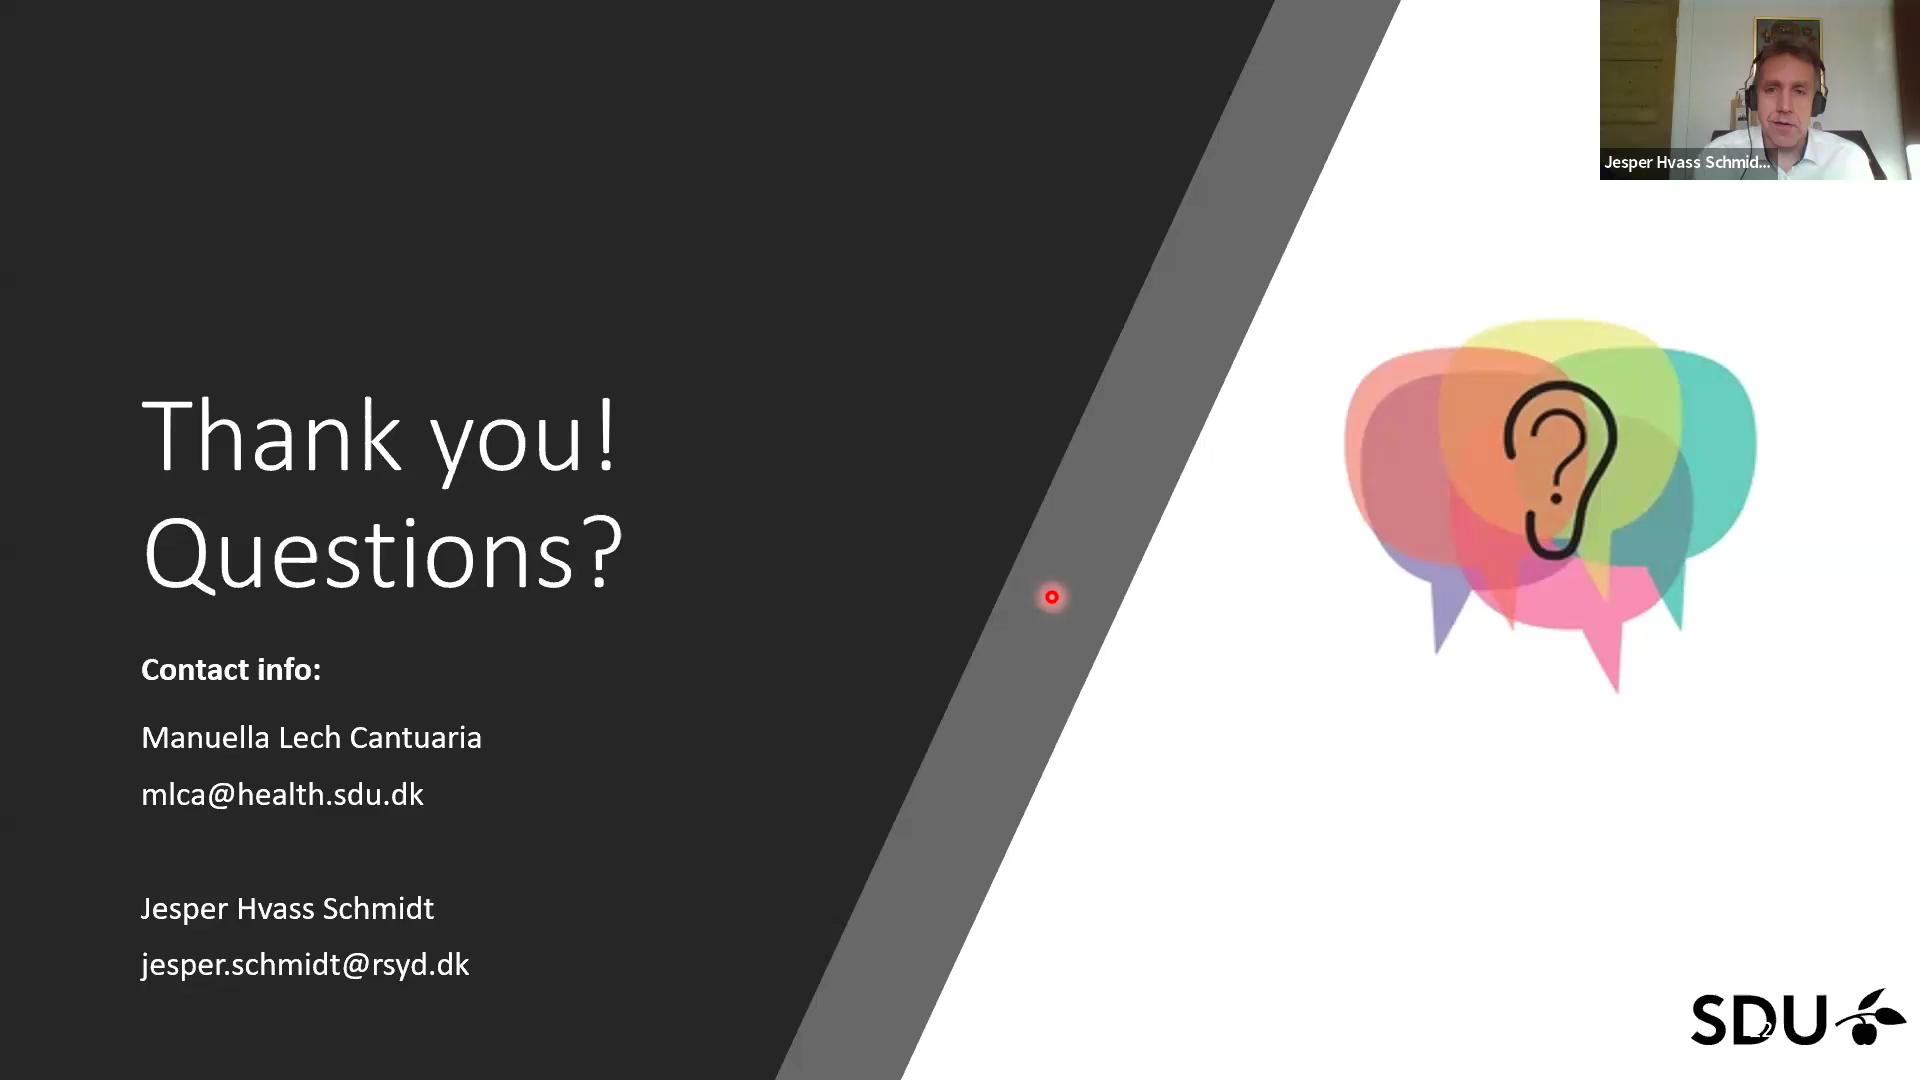 Jesper Hvass Schmid...
Thank you!
Questions?
Contact info:
Manuella Lech Cantuaria
mlca@health.sdu.dk
Jesper Hvass Schmidt
jesper.schmidt@rsyd.dk
?
SDU